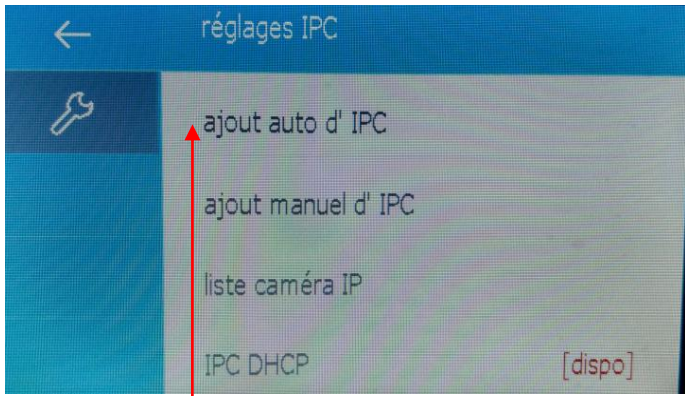 réglages IPC
ajout auto d' IPC
ajout manuel d' IPC
liste caméra IP
IPC DHCP [dispo]